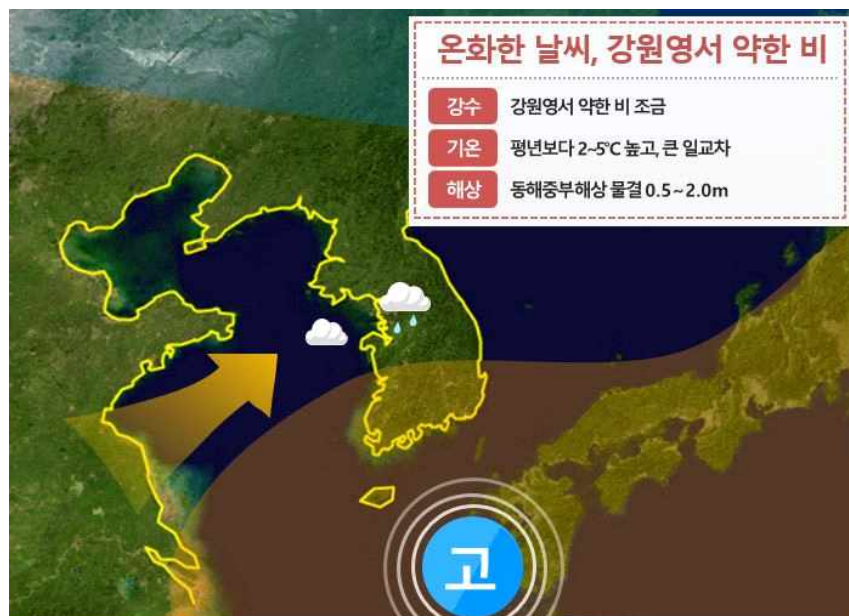 온화한 날씨, 강원영서 약한 비
강수 강원영서 약한 비 조금
기온 평년보다 2~5℃ 높고, 큰 일교차
해상 동해중부해상 물결 0.5~2.0m
고